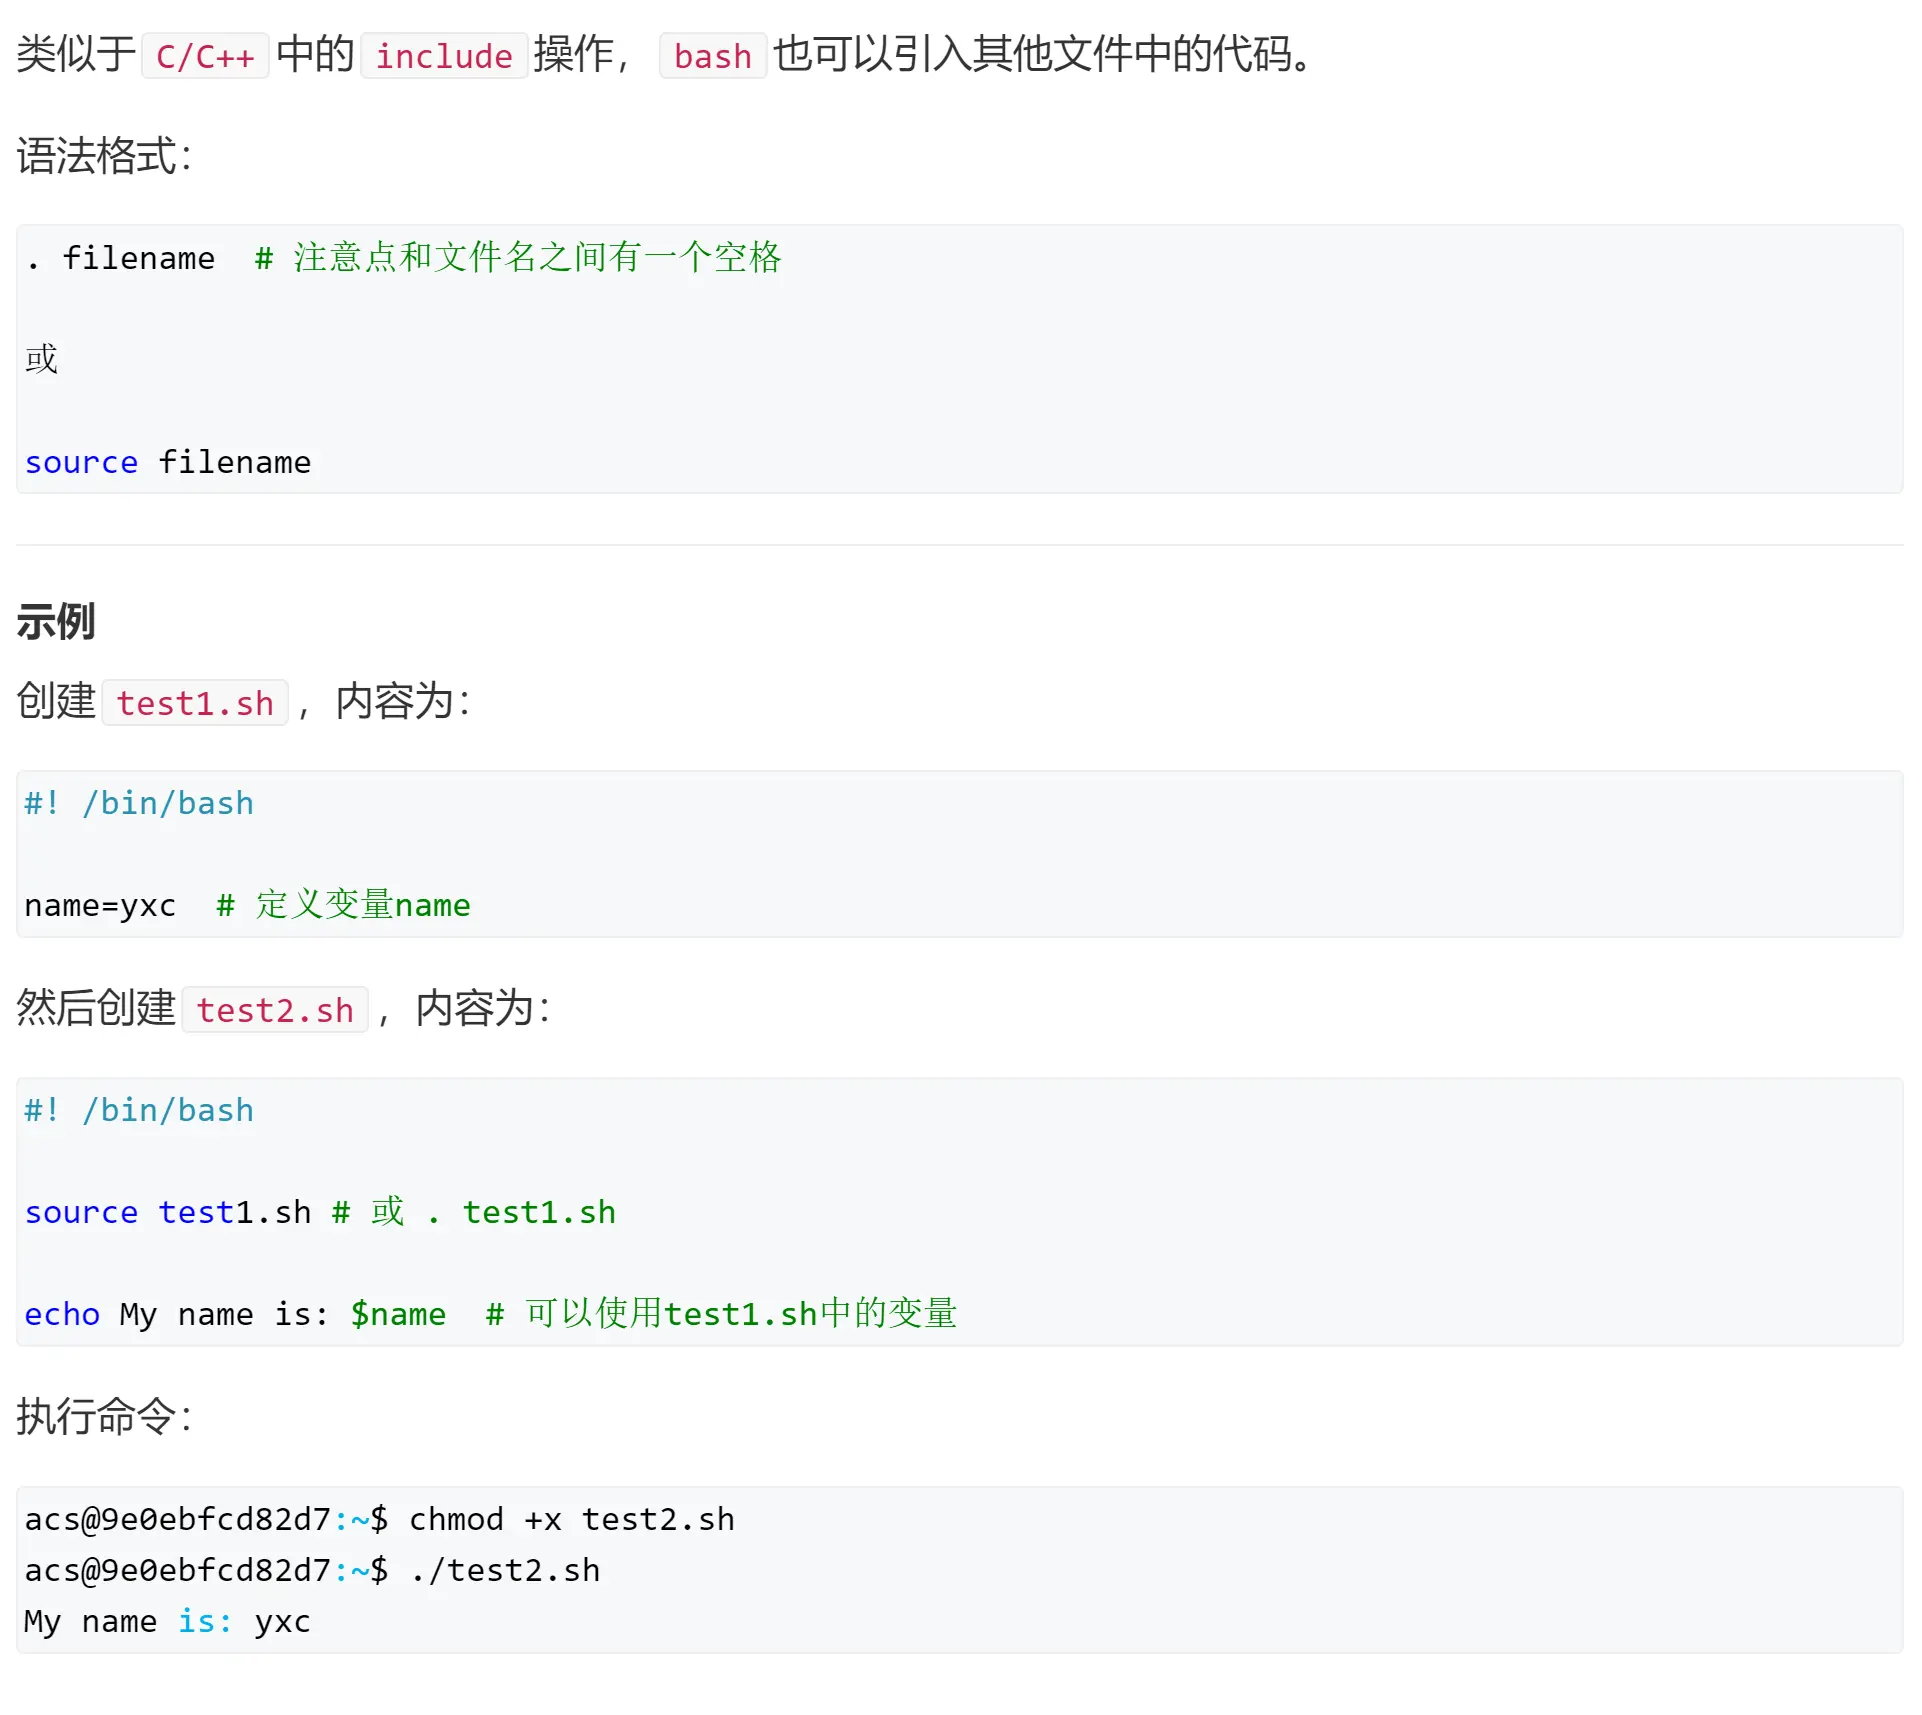 类似于 C/C++ 中的 include 操作， bash 也可以引入其他文件中的代码。
语法格式：
. filename  # 注意点和文件名之间有一个空格
或
source filename
示例
创建 test1.sh ，内容为：
#! /bin/bash
name=yxc  # 定义变量name
然后创建 test2.sh ，内容为：
#! /bin/bash
source test1.sh # 或 . test1.sh
echo My name is: $name  # 可以使用test1.sh中的变量
执行命令：
acs@9e0ebfcd82d7:~$ chmod +x test2.sh
acs@9e0ebfcd82d7:~$ ./test2.sh
My name is: yxc